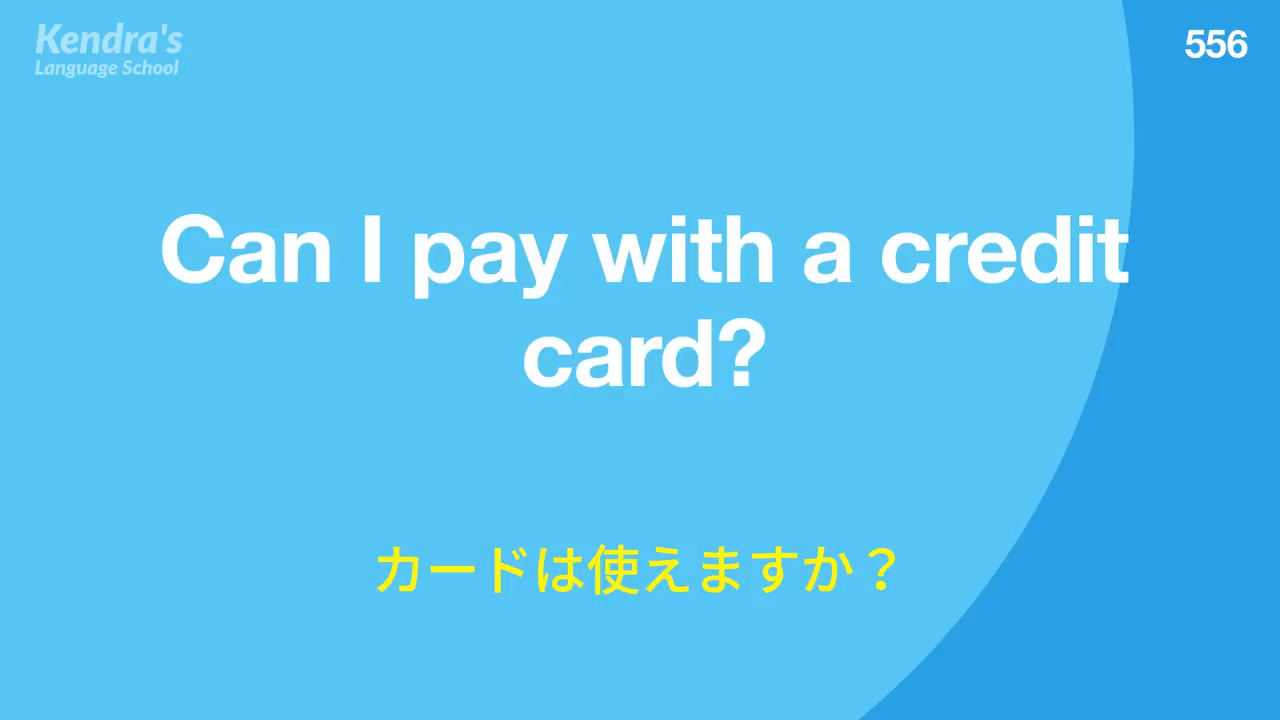 Kendra's
Language School
556
Can I pay with a credit
card?
カードは使えますか？